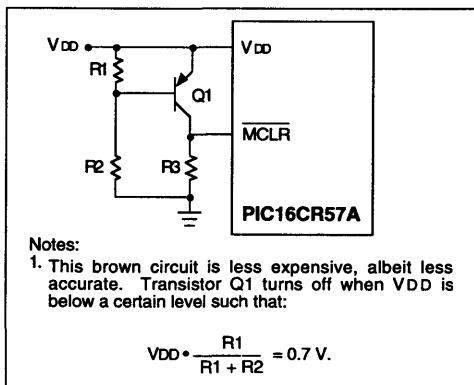 VDD
VDD
R1
Q1
MCLR
R2
R3
PIC16CR57A
Notes:
1. This brown circuit is less expensive, albeit less
accurate. Transistor Q1 turns off when VDD is
below a certain level such that:
VDD • R1 / R1 + R2 = 0.7 V.